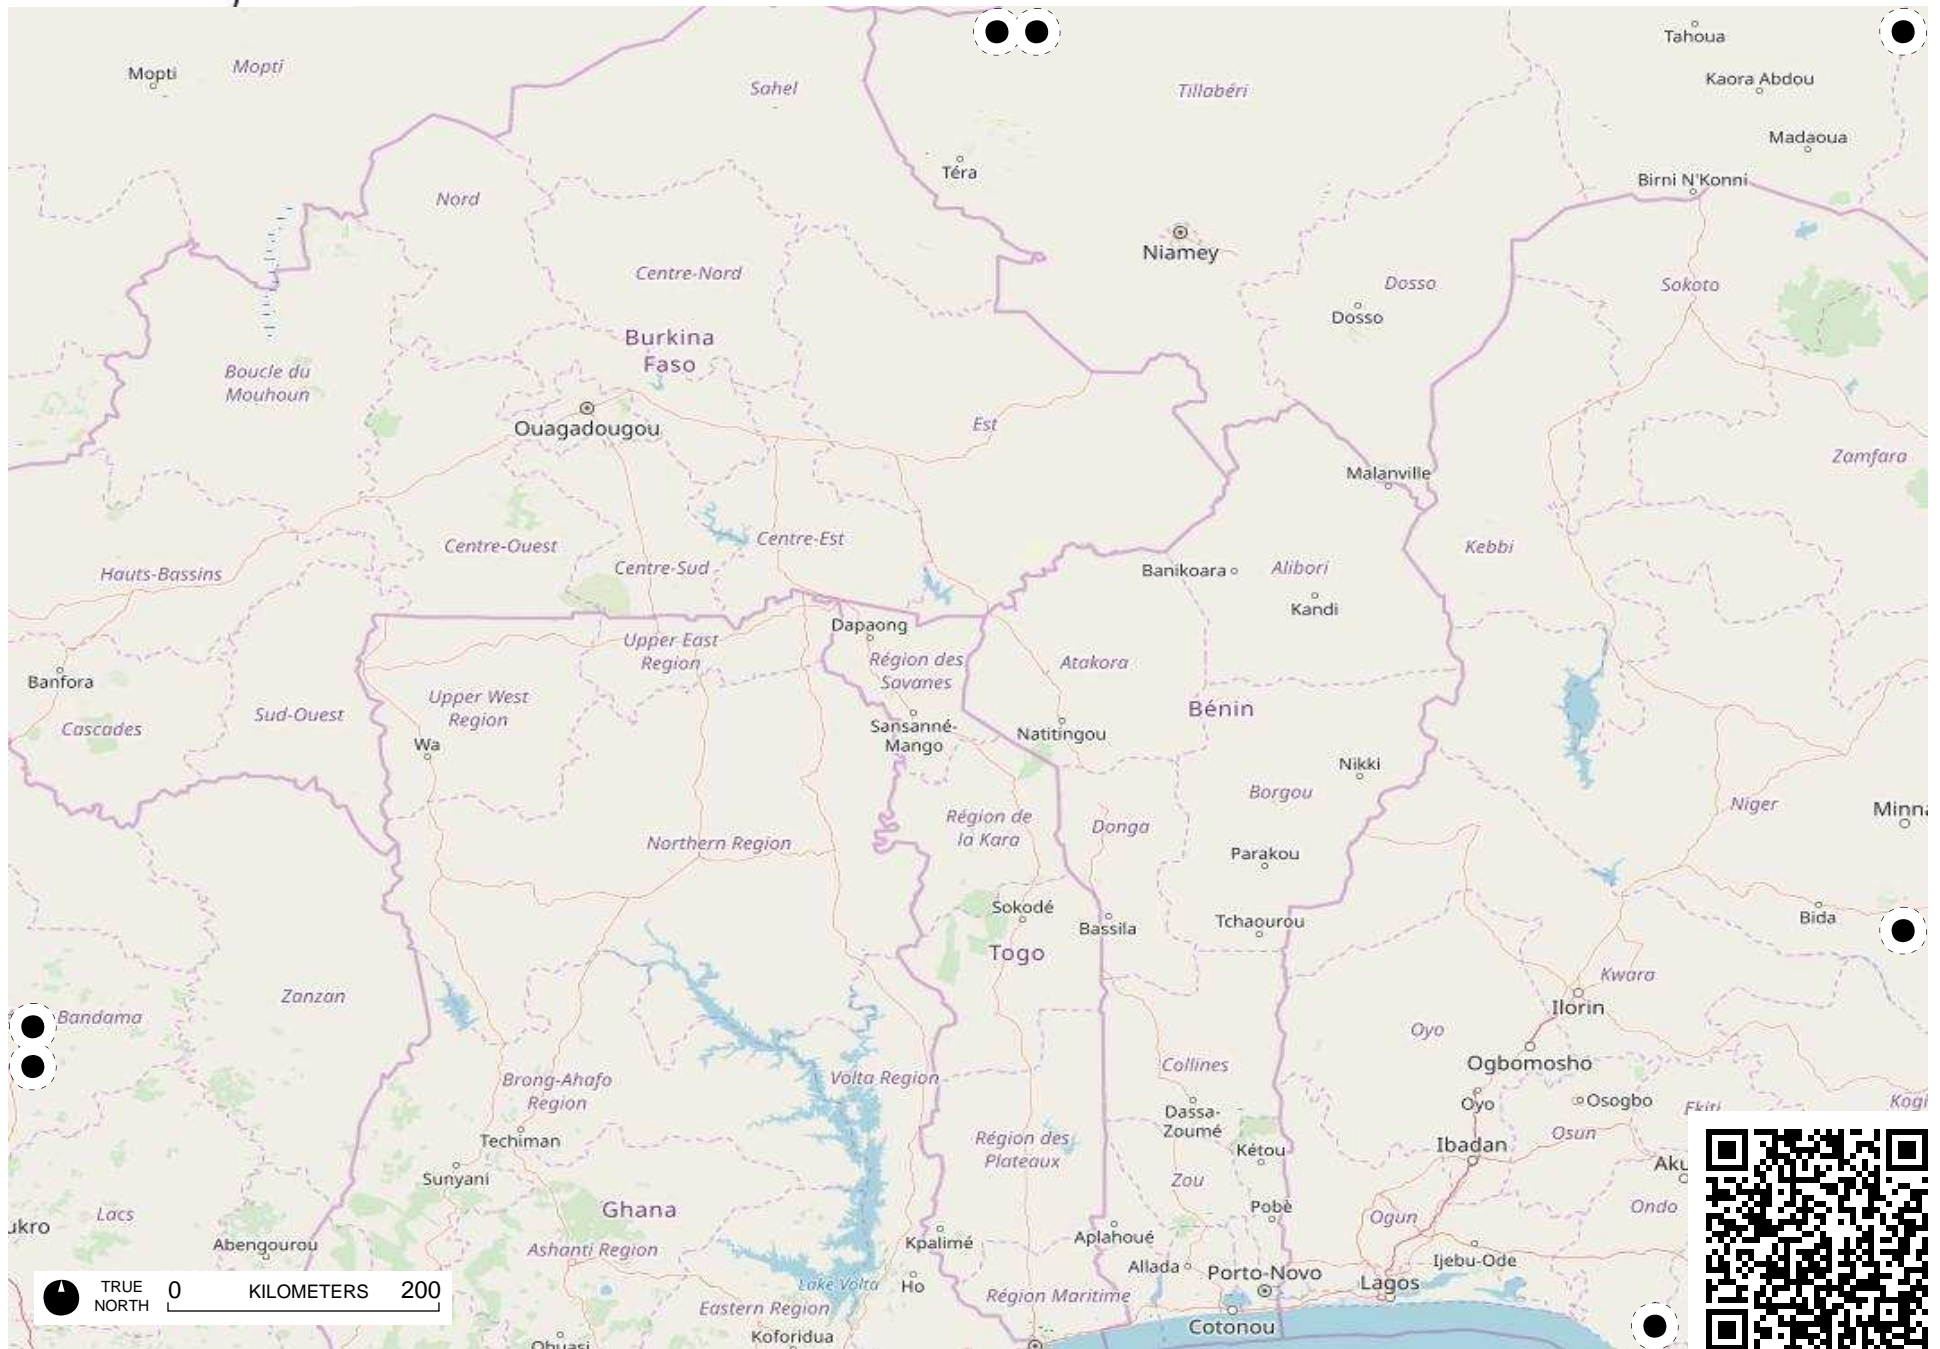 Mopti
Mopti
Sahel
Tillabéri
Tahoua
Kaora Abdou
Madaoua
Téra
Birni N'Konni
Nord
Niamey
Centre-Nord
Dosso
Dosso
Sokoto
Burkina
Faso
Boucle du
Mouhoun
Ouagadougou
Est
Zamfara
Malanville
Centre-Ouest
Centre-Est
Centre-Sud
Kebbi
Hauts-Bassins
Banikoara
Alibori
Kandi
Dapaong
Upper East
Region
Région des
Savanes
Atakora
Banfora
Upper West
Region
Sud-Ouest
Cascades
Bénin
Sansanné-
Mango
Natitingou
Wa
Nikki
Borgou
Niger
Minna
Région de
la Kara
Donga
Northern Region
Parakou
Sokodé
Bassila
Tchaourou
Bida
Togo
Kwara
Zanzan
Ilorin
Bandama
Oyo
Ogbomosho
Collines
Volta Region
Brong-Ahafo
Region
Oyo
Osogbo
Ekiti
Kogi
Dassa-
Zoumé
Techiman
Osun
Région des
Plateaux
Kétou
Ibadan
Aku
Sunyani
Zou
Ghana
Pobè
Ogun
Ondo
Lacs
ukro
Abengourou
Ashanti Region
Kpalimé
Aplahoué
Allada
Porto-Novo
Ijebu-Ode
Lagos
Lake Volta
Ho
Région Maritime
Eastern Region
Koforidua
Cotonou
Obuasi
TRUE
NORTH
0 KILOMETERS 200